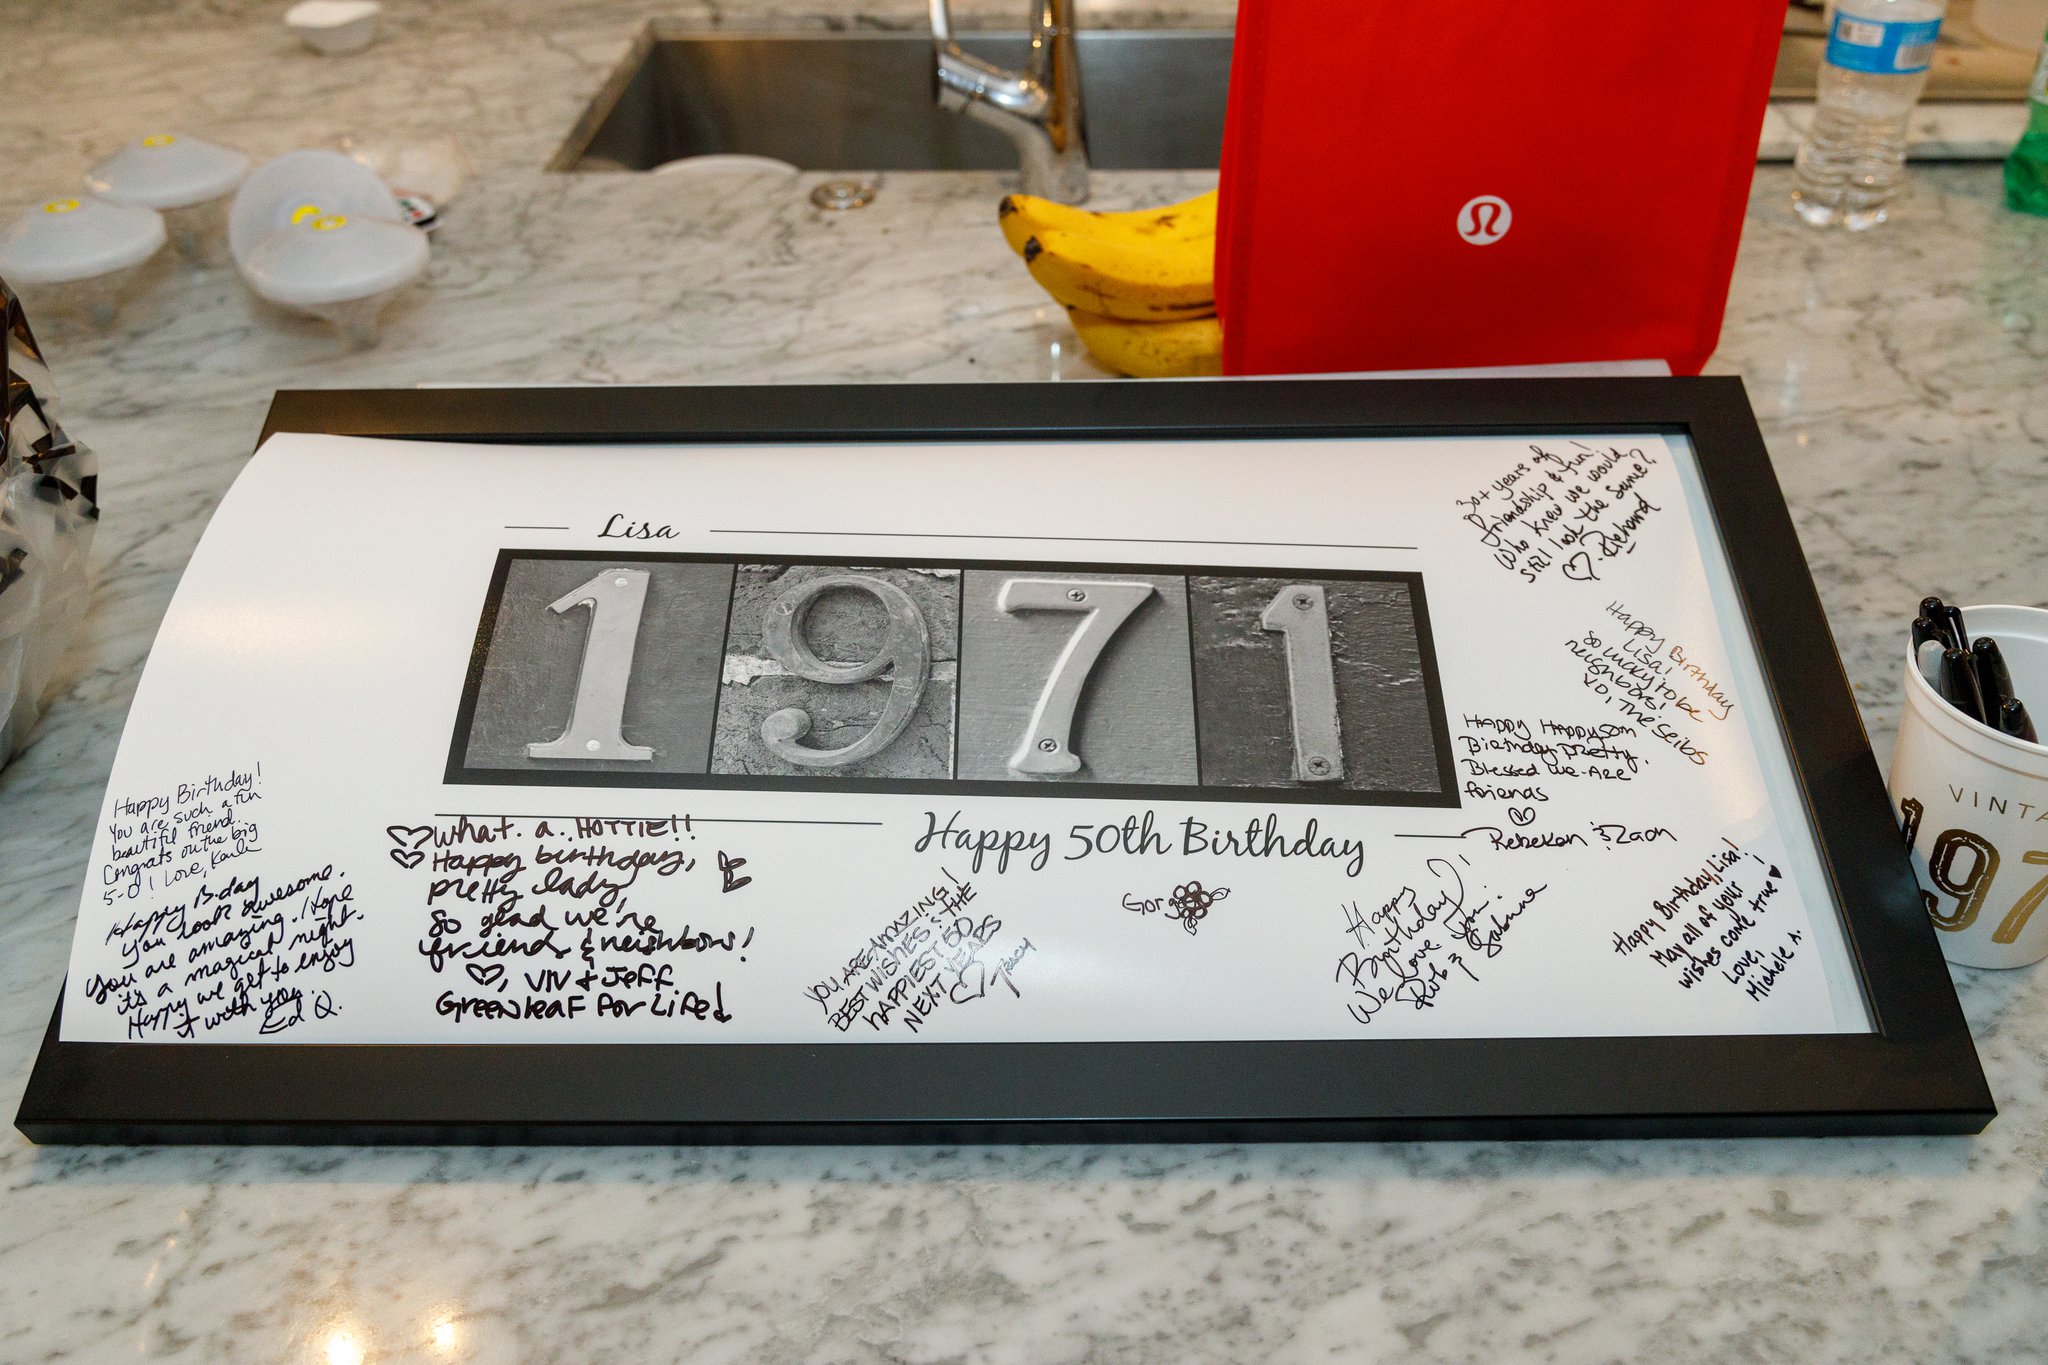 Lisa
1971
Happy 50th Birthday
30+ years of
friendship & fun!
Who knew we would
still look the same?
♡ Richard
Happy Birthday
Lisa!
So lucky to be
neighbors!
XO, The Seibs
HAPPY HAPPY
Birthday Pretty.
Blessed we are
friends
♡
Rebekah & Zach
Happy Birthday!
You are such a fun
beautiful friend.
Congrats on the big
5-0! Love, Karli
Happy B-day
You look awesome.
You are amazing. Hope
it's a magical night.
Happy we get to enjoy
it with you.
Ed Q.
♡ What. a.. HOTTIE!!
♡ Happy birthday,
pretty lady,
so glad we're
friends & neighbors!
♡, VIV + Jeff
Greenleaf for Life!
YOU ARE AMAZING!
BEST WISHES: THE
HAPPIEST 50
NEXT YEARS
♡ Tracy
Gorg
Happy
Birthday!
We love you.
Rob & Sabrina
Happy Birthday, Lisa!
May all of your
wishes come true!
Love,
Michele A.
VINTA
197